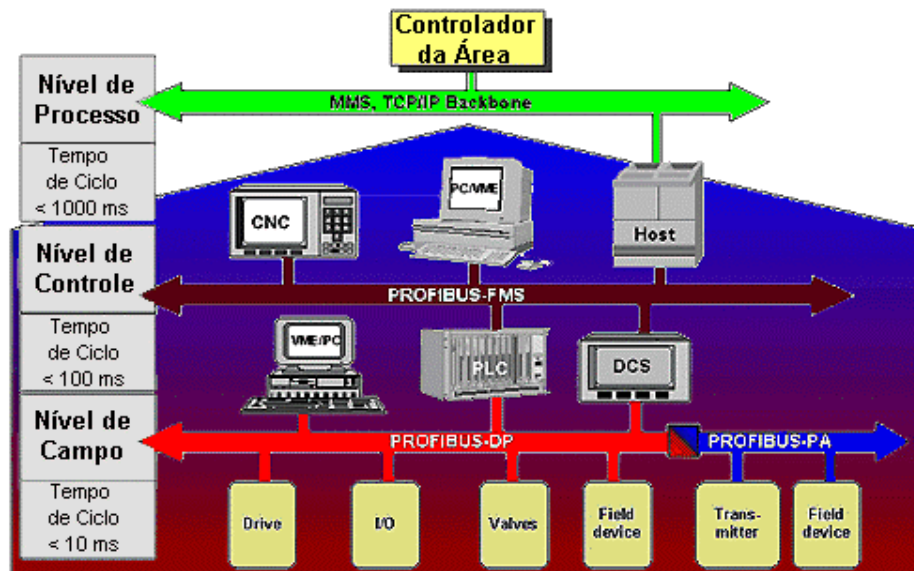 Controlador
da Área
Nível de
Processo
MMS, TCP/IP Backbone
Tempo
de Ciclo
< 1000 ms
CNC
PC/VME
Host
Nível de
Controle
PROFIBUS-FMS
Tempo
de Ciclo
< 100 ms
VME/PC
PLC
DCS
Nível de
Campo
PROFIBUS-DP
PROFIBUS-PA
Tempo
de Ciclo
< 10 ms
Drive
I/O
Valves
Field
device
Trans-
mitter
Field
device